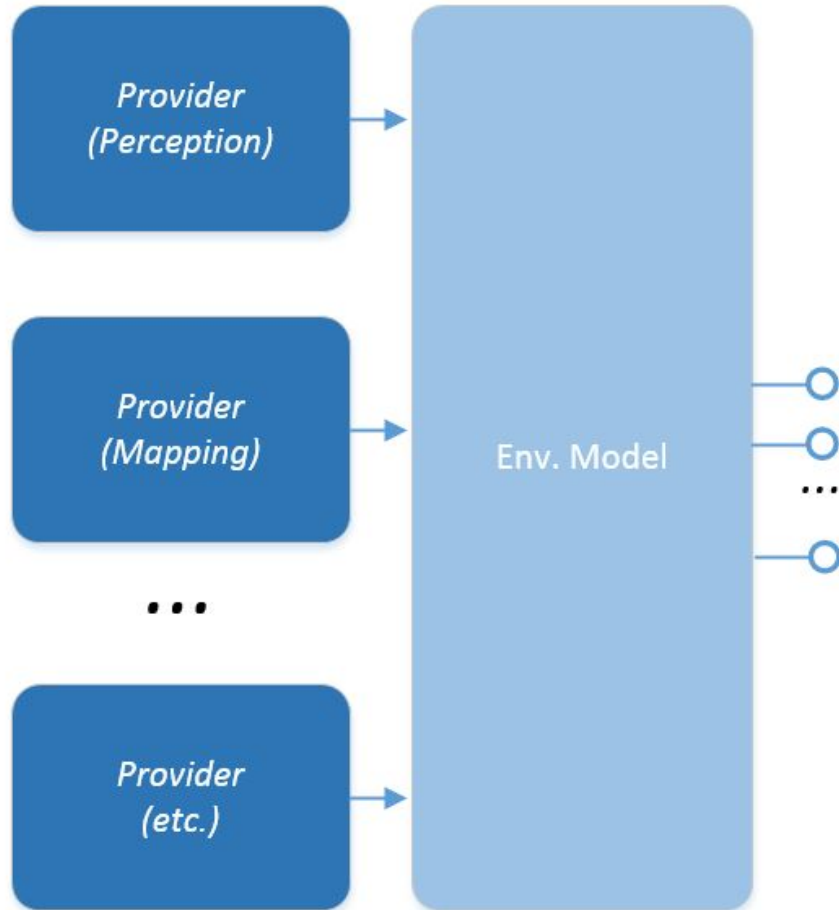 Provider
(Perception)
Provider
(Mapping)
Env. Model
...
...
Provider
(etc.)